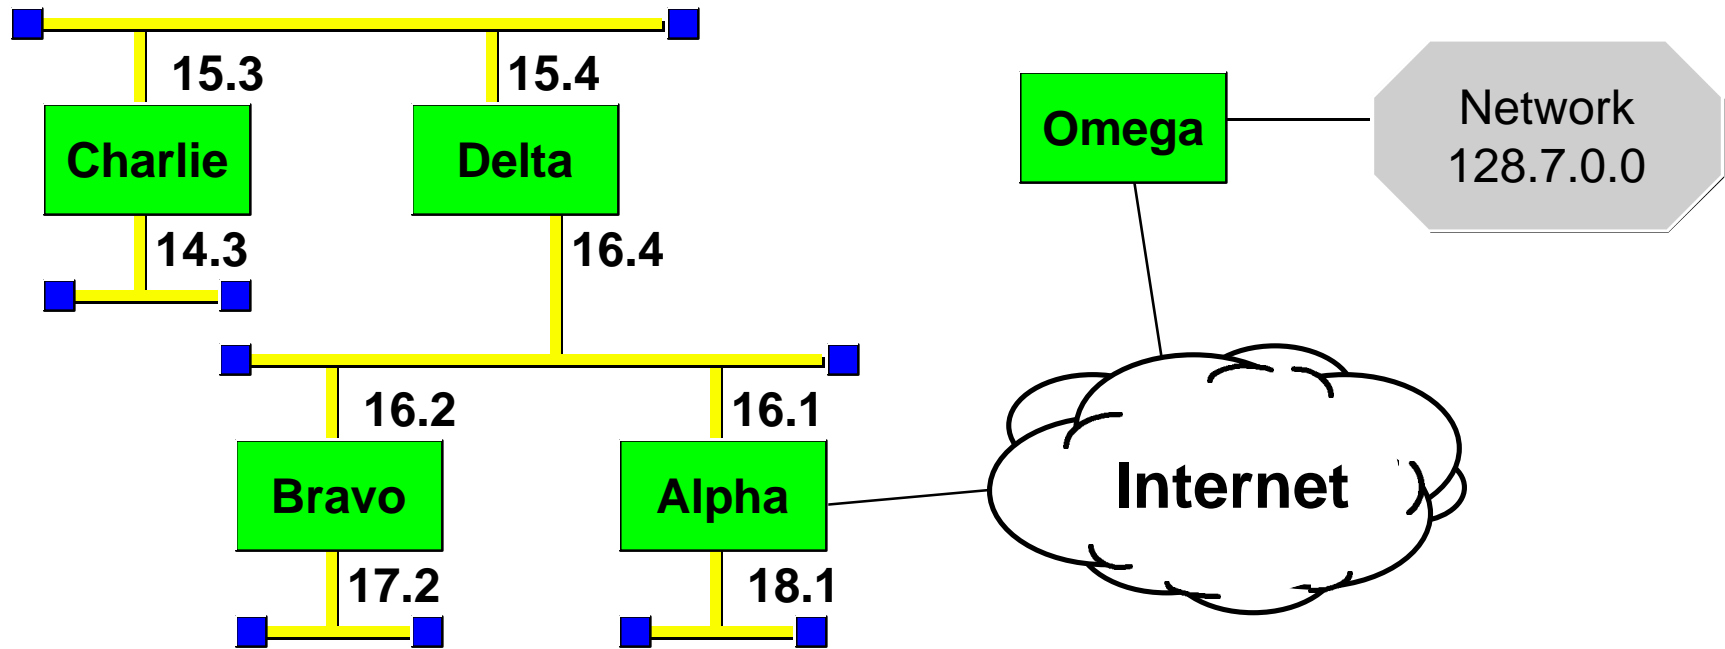 15.3
15.4
Charlie
Delta
Omega
Network
128.7.0.0
14.3
16.4
16.2
16.1
Bravo
Alpha
Internet
17.2
18.1